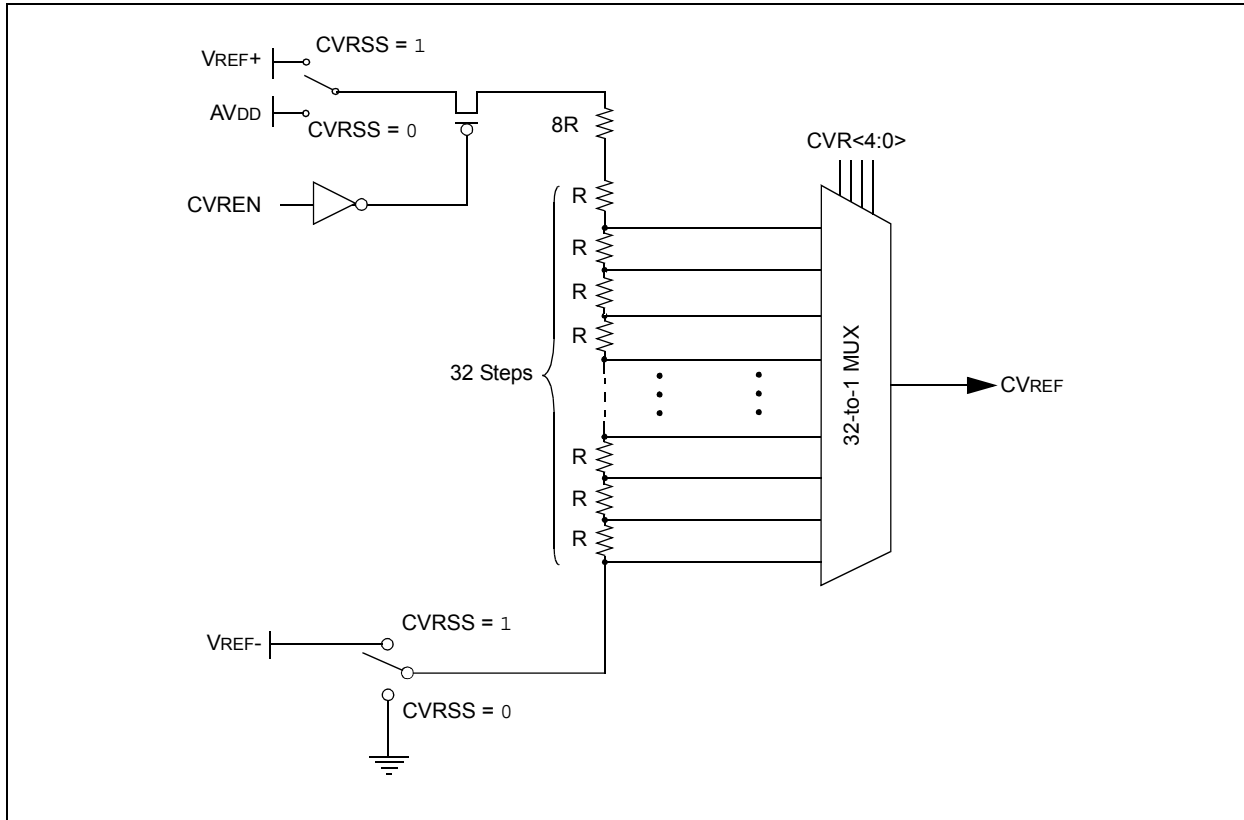 CVRSS = 1
VREF+
AVDD
CVRSS = 0
8R
CVR<4:0>
CVREN
R
R
R
R
32 Steps
32-to-1 MUX
CVREF
R
R
R
CVRSS = 1
VREF-
CVRSS = 0